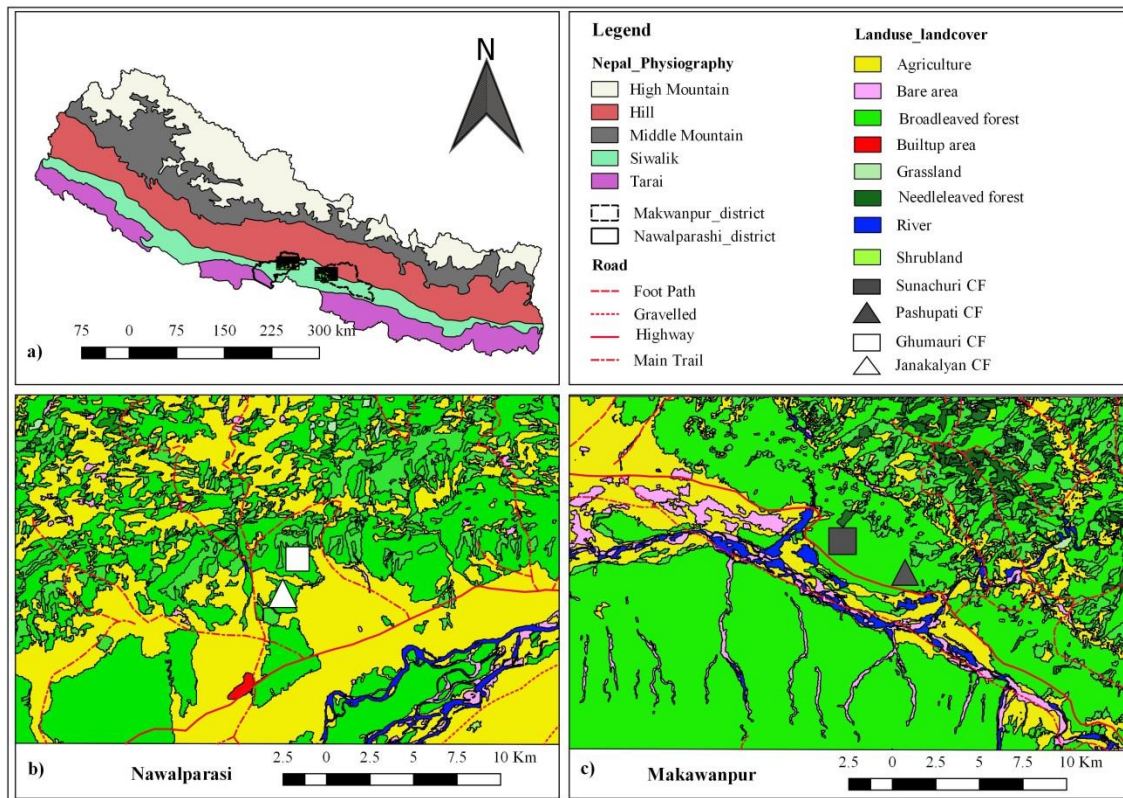 N
75 0 75 150 225 300 km
a)
Legend
Nepal_Physiography
High Mountain
Hill
Middle Mountain
Siwalik
Tarai
Makwanpur_district
Nawalparashi_district
Road
Foot Path
Gravelled
Highway
Main Trail
Landuse_landcover
Agriculture
Bare area
Broadleaved forest
Builtup area
Grassland
Needleleaved forest
River
Shrubland
Sunachuri CF
Pashupati CF
Ghumauri CF
Janakalyan CF
b) Nawalparasi
2.5 0 2.5 5 7.5 10 Km
c) Makawanpur
2.5 0 2.5 5 7.5 10 Km